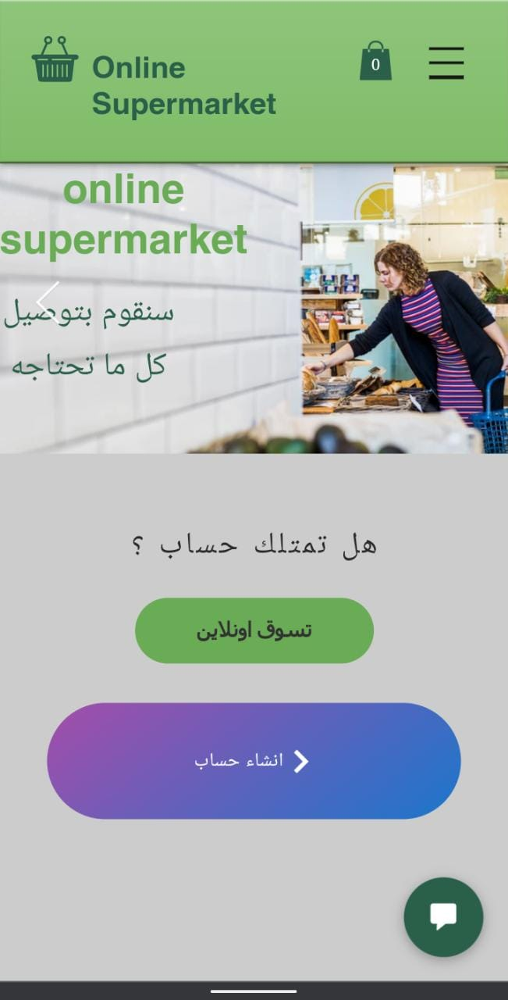 Online
Supermarket
0
online
supermarket
سنقوم بتوصيل
كل ما تحتاجه
هل تمتلك حساب ؟
تسوق اونلاين
انشاء حساب